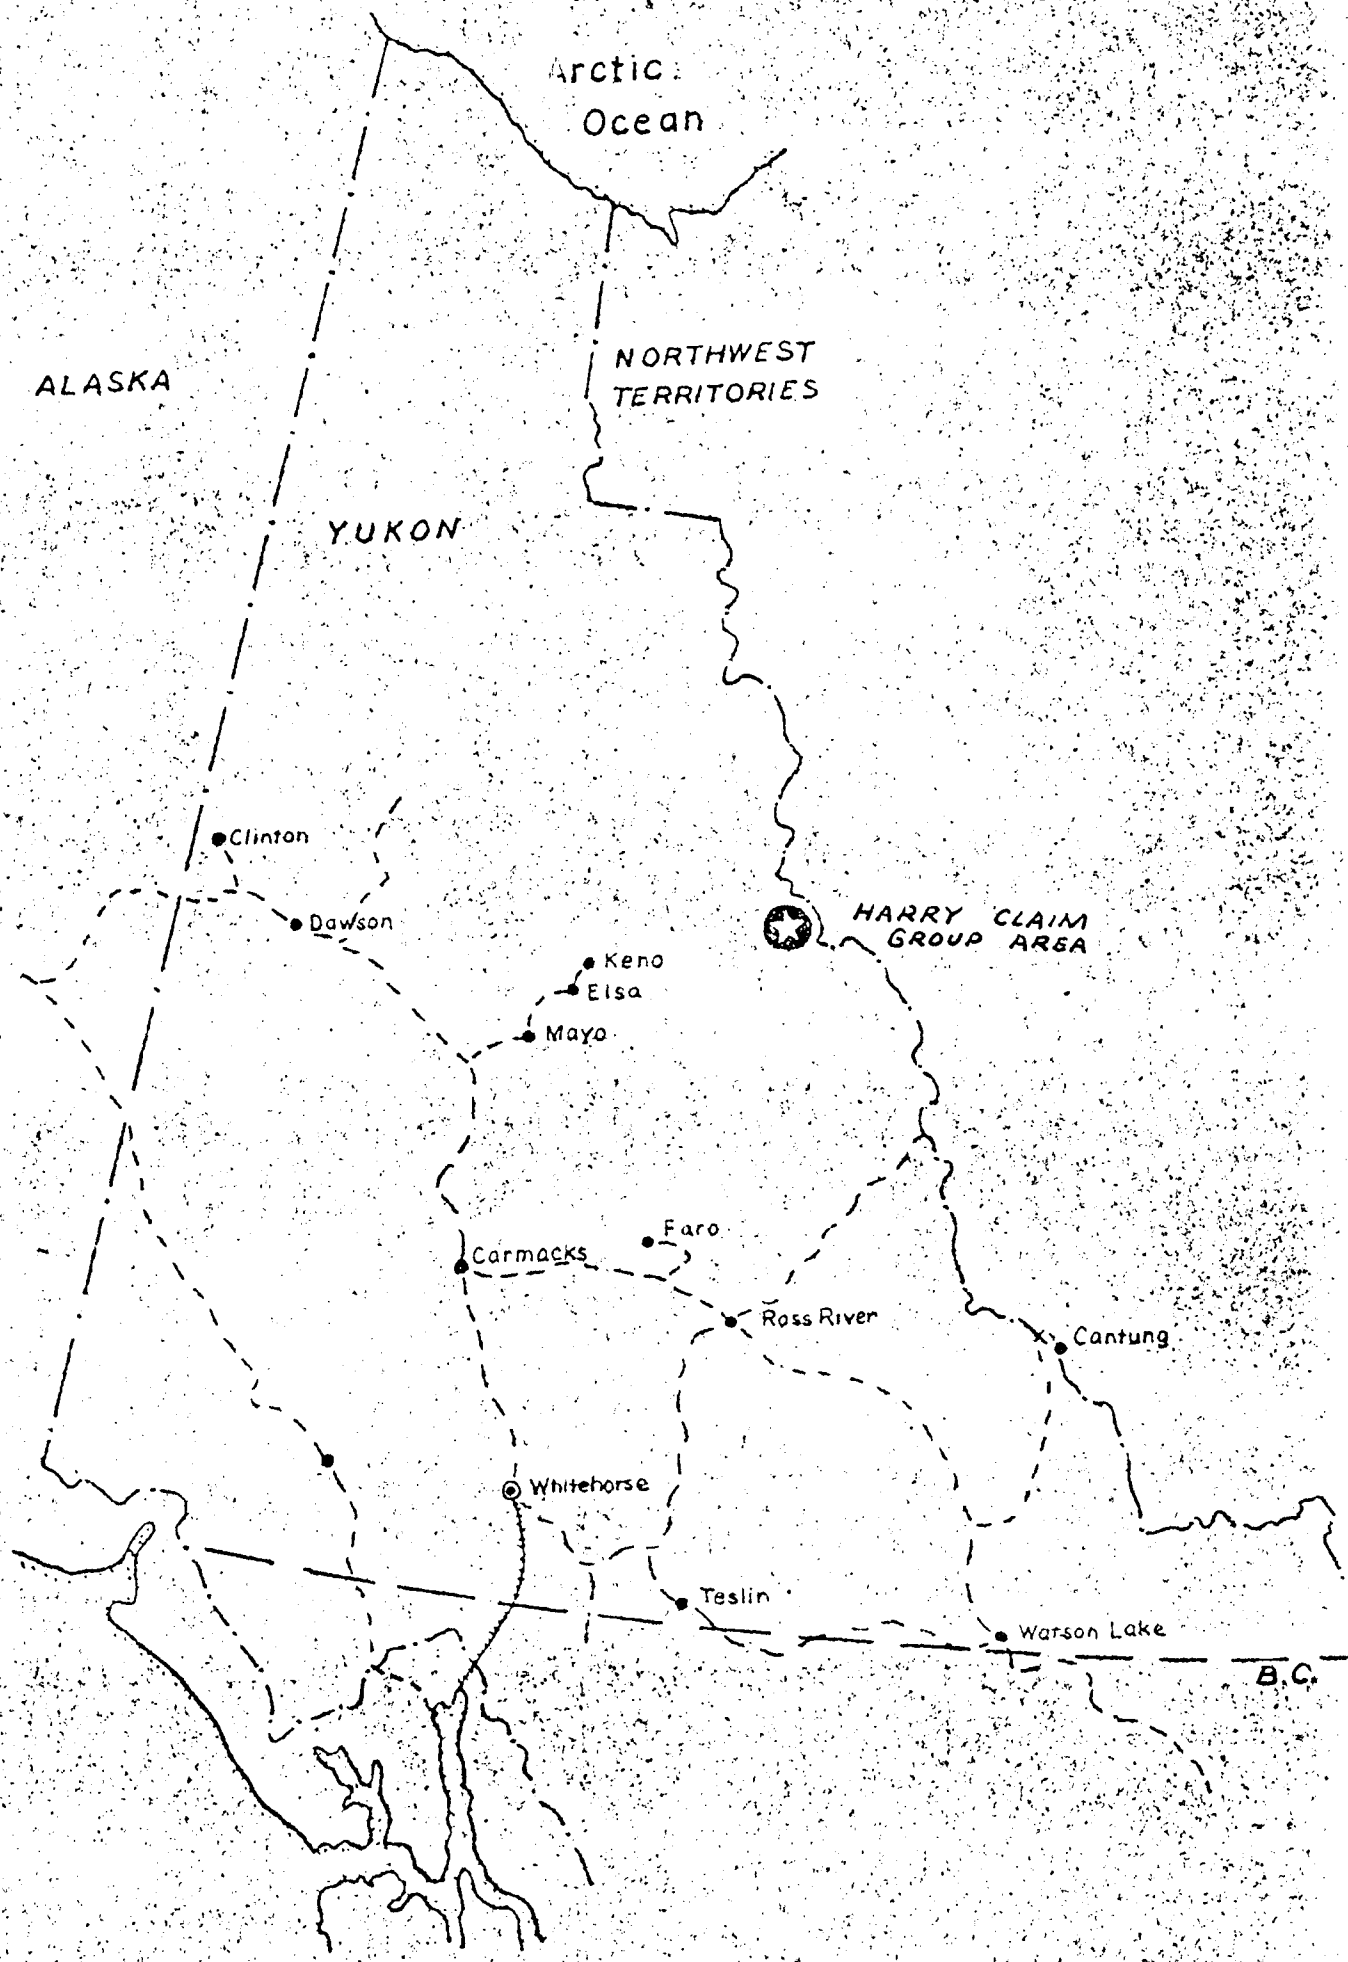 Arctic
Ocean
NORTHWEST
TERRITORIES
ALASKA
YUKON
Clinton
Dawson
HARRY CLAIM
GROUP AREA
Keno
Elsa
Mayo
Faro
Carmacks
Ross River
Cantung
Whitehorse
Teslin
Watson Lake
B.C.